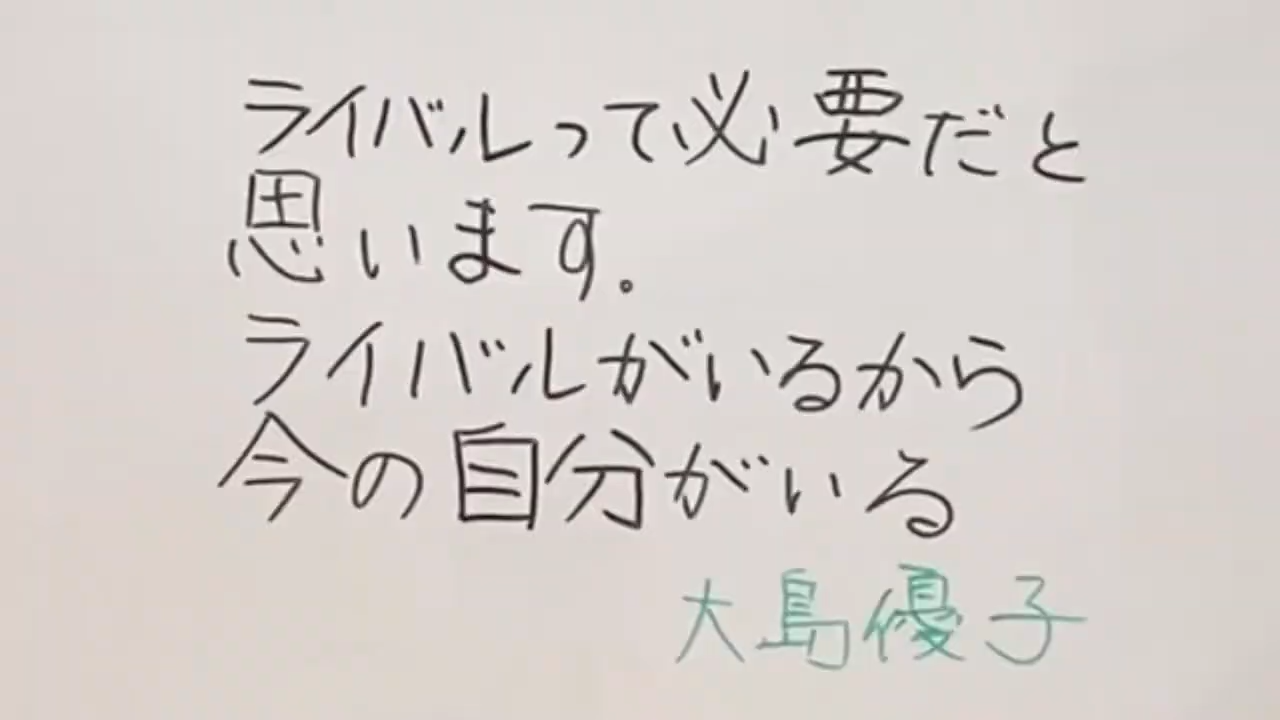 ライバルって必要だと
思います。
ライバルがいるから
今の自分がいる
大島優子